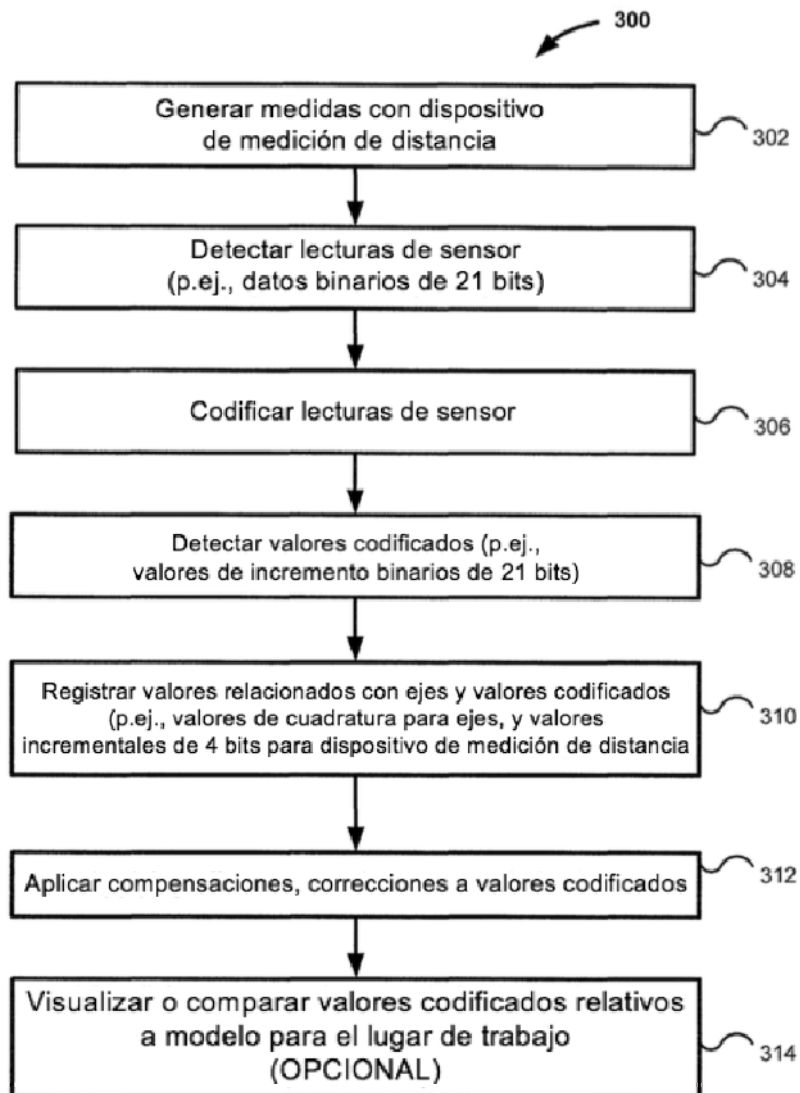 300
Generar medidas con dispositivo
de medición de distancia
302
Detectar lecturas de sensor
(p.ej., datos binarios de 21 bits)
304
Codificar lecturas de sensor
306
Detectar valores codificados (p.ej.,
valores de incremento binarios de 21 bits)
308
Registrar valores relacionados con ejes y valores codificados
(p.ej., valores de cuadratura para ejes, y valores
incrementales de 4 bits para dispositivo de medición de distancia
310
Aplicar compensaciones, correcciones a valores codificados
312
Visualizar o comparar valores codificados relativos
a modelo para el lugar de trabajo
(OPCIONAL)
314